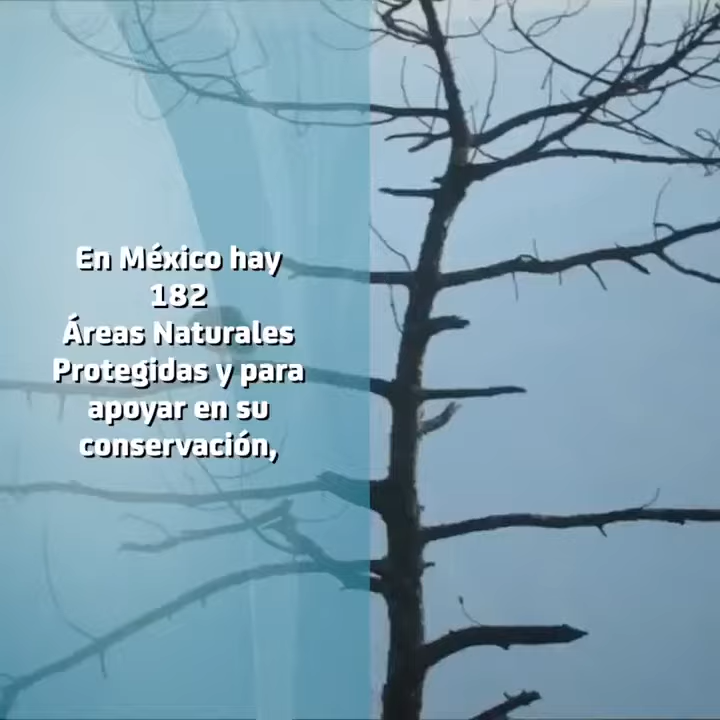 En México hay
182
Áreas Naturales
Protegidas y para
apoyar en su
conservación,